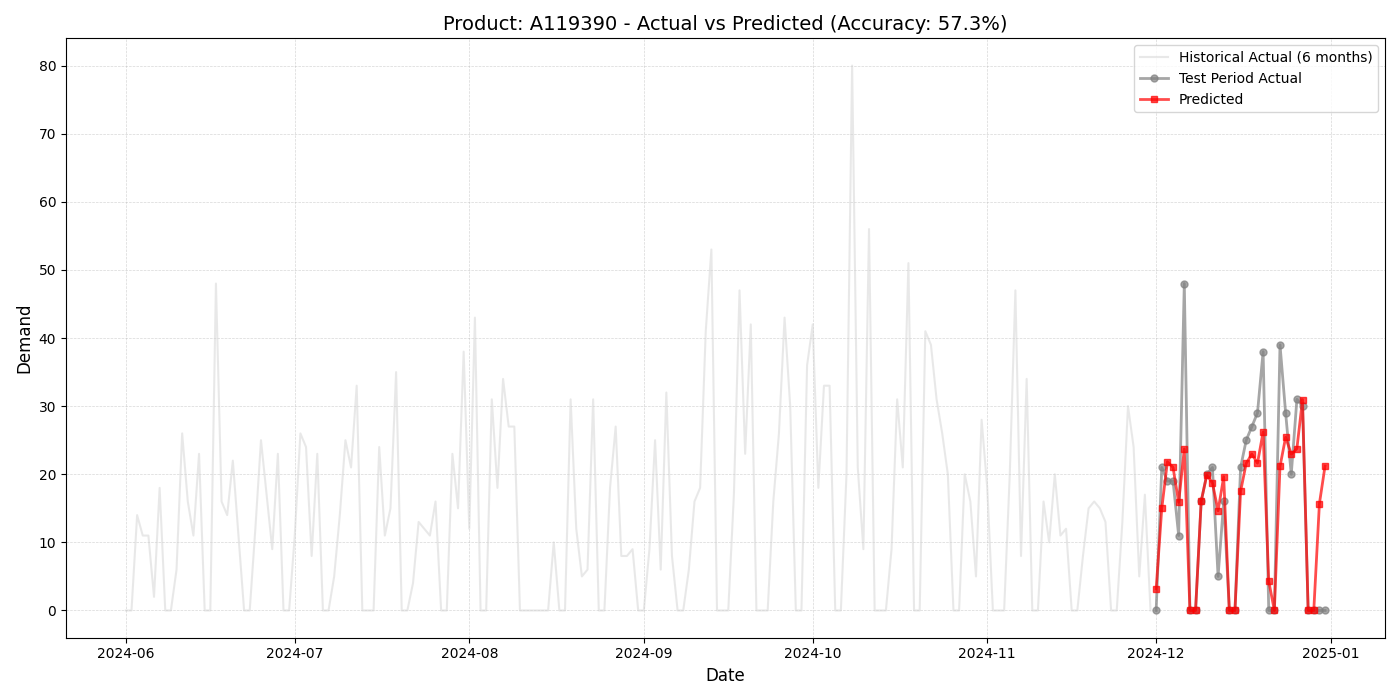 Product: A119390 - Actual vs Predicted (Accuracy: 57.3%)
Historical Actual (6 months)
Test Period Actual
Predicted
Demand
80
70
60
50
40
30
20
10
0
2024-06 2024-07 2024-08 2024-09 2024-10 2024-11 2024-12 2025-01
Date